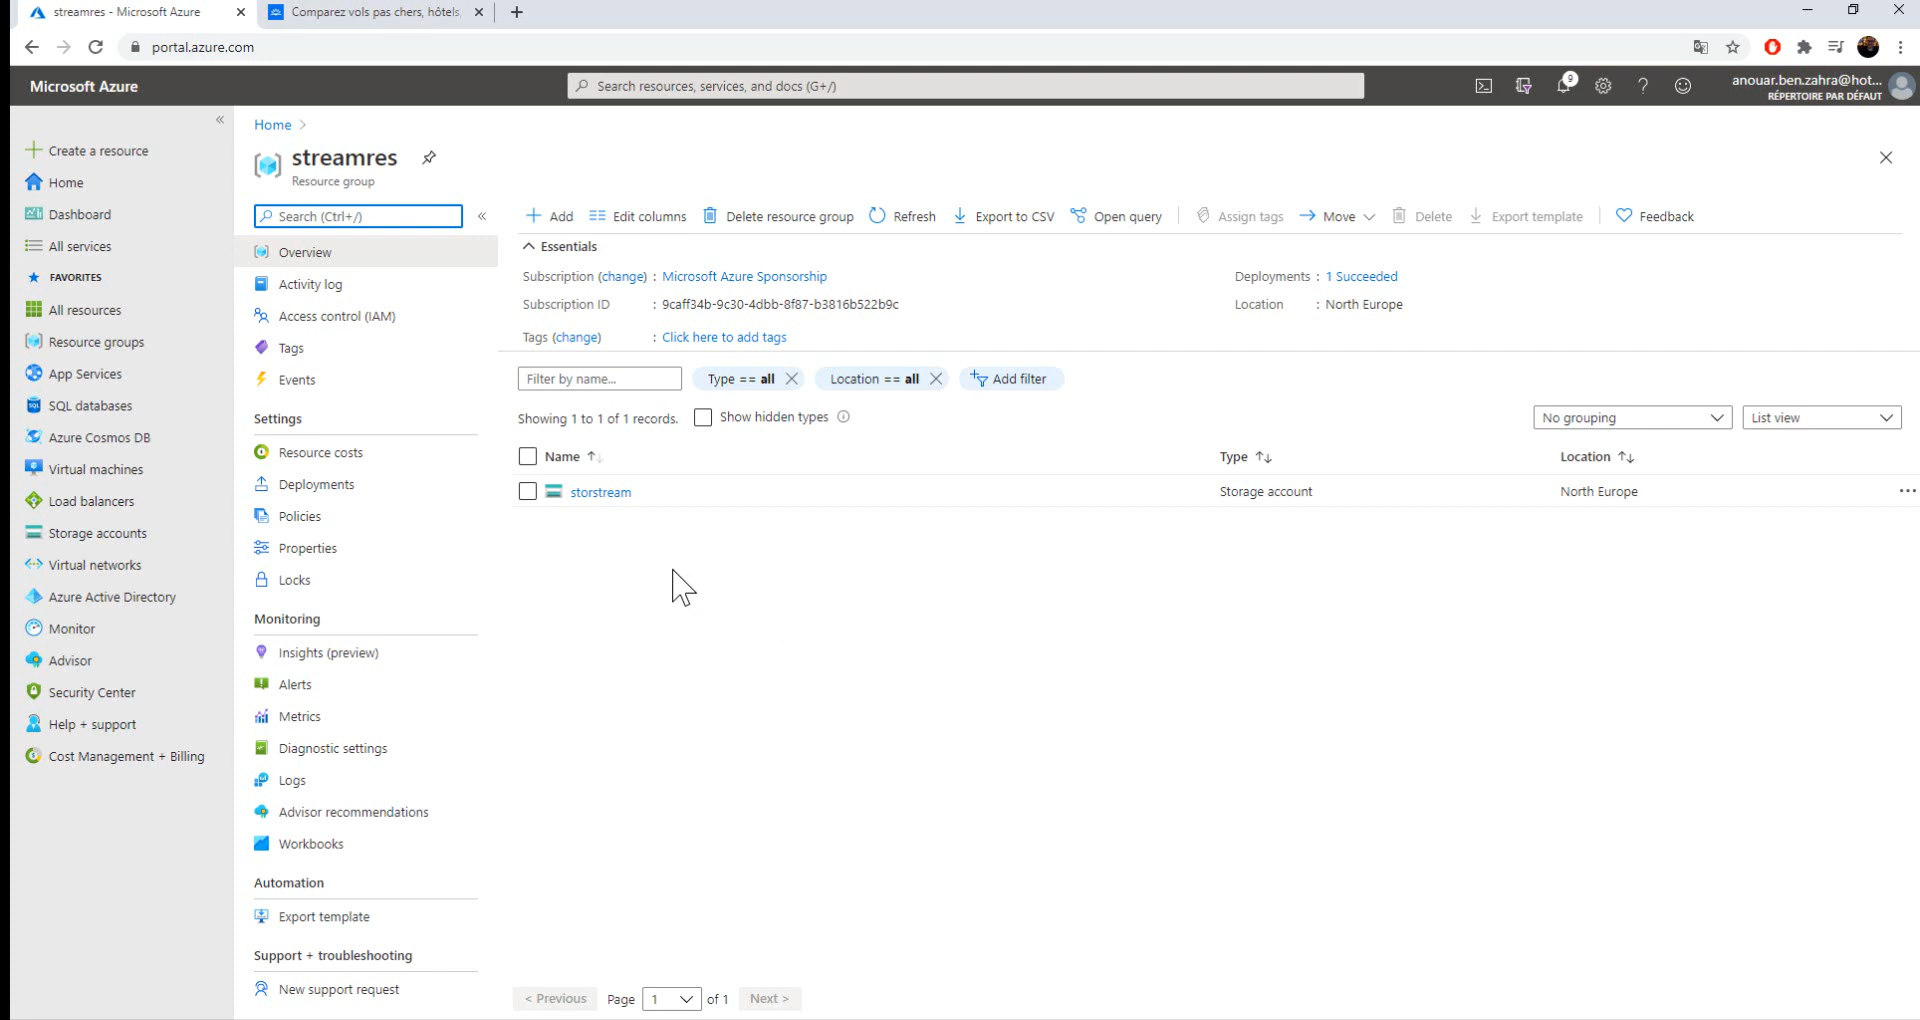 streamres - Microsoft Azure
Comparez vols pas chers, hôtels,
portal.azure.com
Microsoft Azure
Search resources, services, and docs (G+/)
9
anouar.ben.zahra@hot...
RÉPERTOIRE PAR DÉFAUT
Create a resource
Home
Dashboard
All services
FAVORITES
All resources
Resource groups
App Services
SQL databases
Azure Cosmos DB
Virtual machines
Load balancers
Storage accounts
Virtual networks
Azure Active Directory
Monitor
Advisor
Security Center
Help + support
Cost Management + Billing
Home >
streamres
Resource group
Search (Ctrl+/)
Overview
Activity log
Access control (IAM)
Tags
Events
Settings
Resource costs
Deployments
Policies
Properties
Locks
Monitoring
Insights (preview)
Alerts
Metrics
Diagnostic settings
Logs
Advisor recommendations
Workbooks
Automation
Export template
Support + troubleshooting
New support request
Add Edit columns Delete resource group Refresh Export to CSV Open query Assign tags Move Delete Export template Feedback
Essentials
Subscription (change) : Microsoft Azure Sponsorship
Deployments : 1 Succeeded
Subscription ID : 9caff34b-9c30-4dbb-8f87-b3816b522b9c
Location : North Europe
Tags (change) : Click here to add tags
Filter by name... Type == all Location == all Add filter
Showing 1 to 1 of 1 records. Show hidden types
No grouping List view
Name Type Location
storstream Storage account North Europe
< Previous Page 1 of 1 Next >